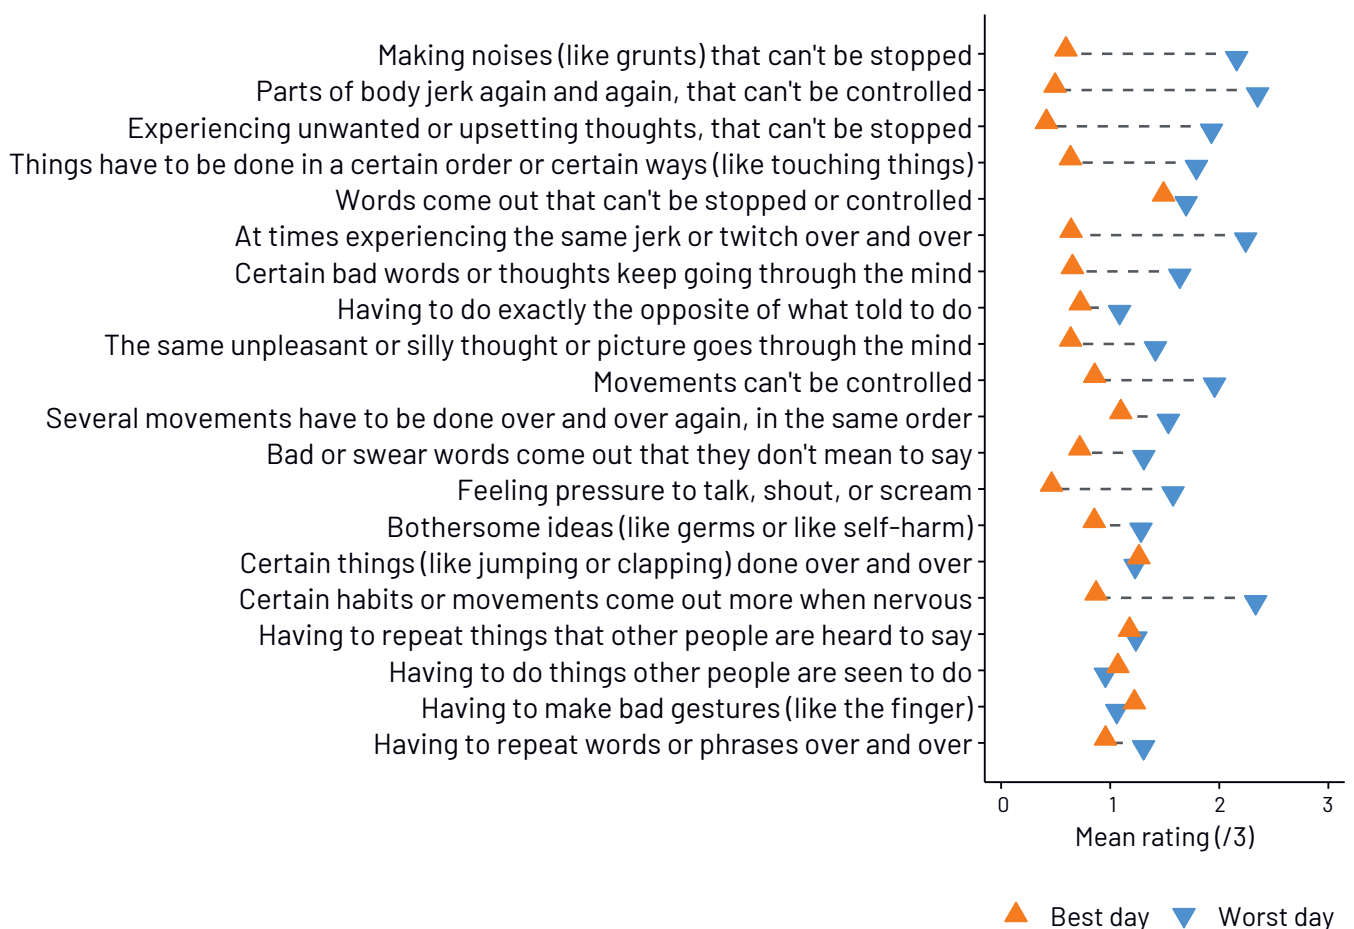 Making noises (like grunts) that can't be stopped
Parts of body jerk again and again, that can't be controlled
Experiencing unwanted or upsetting thoughts, that can't be stopped
Things have to be done in a certain order or certain ways (like touching things)
Words come out that can't be stopped or controlled
At times experiencing the same jerk or twitch over and over
Certain bad words or thoughts keep going through the mind
Having to do exactly the opposite of what told to do
The same unpleasant or silly thought or picture goes through the mind
Movements can't be controlled
Several movements have to be done over and over again, in the same order
Bad or swear words come out that they don't mean to say
Feeling pressure to talk, shout, or scream
Bothersome ideas (like germs or like self-harm)
Certain things (like jumping or clapping) done over and over
Certain habits or movements come out more when nervous
Having to repeat things that other people are heard to say
Having to do things other people are seen to do
Having to make bad gestures (like the finger)
Having to repeat words or phrases over and over
0 1 2 3
Mean rating (/3)
Best day Worst day